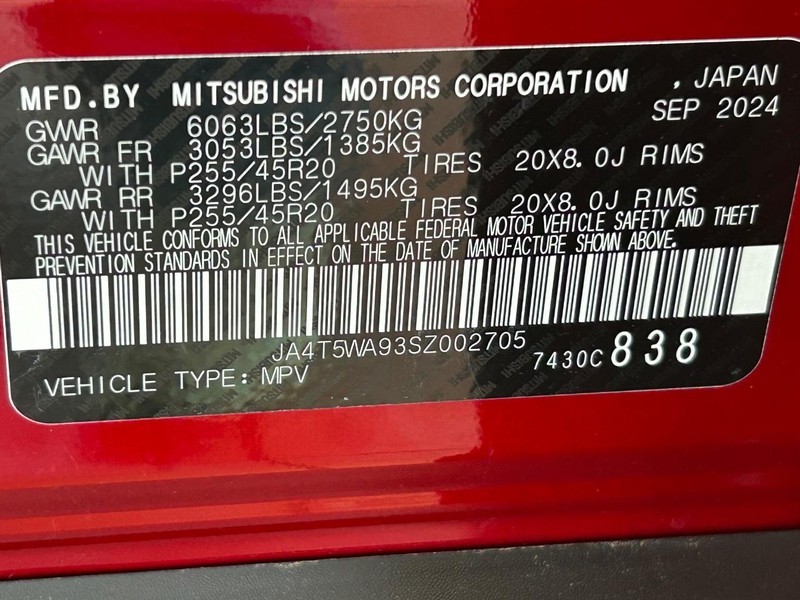 MFD.BY MITSUBISHI MOTORS CORPORATION , JAPAN
SEP 2024
GVWR 6063LBS/2750KG
GAWR FR 3053LBS/1385KG
WITH P255/45R20 TIRES 20X8.0J RIMS
GAWR RR 3296LBS/1495KG
WITH P255/45R20 TIRES 20X8.0J RIMS
THIS VEHICLE CONFORMS TO ALL APPLICABLE FEDERAL MOTOR VEHICLE SAFETY AND THEFT
PREVENTION STANDARDS IN EFFECT ON THE DATE OF MANUFACTURE SHOWN ABOVE.
JA4T5WA93SZ002705
7430C 838
VEHICLE TYPE: MPV